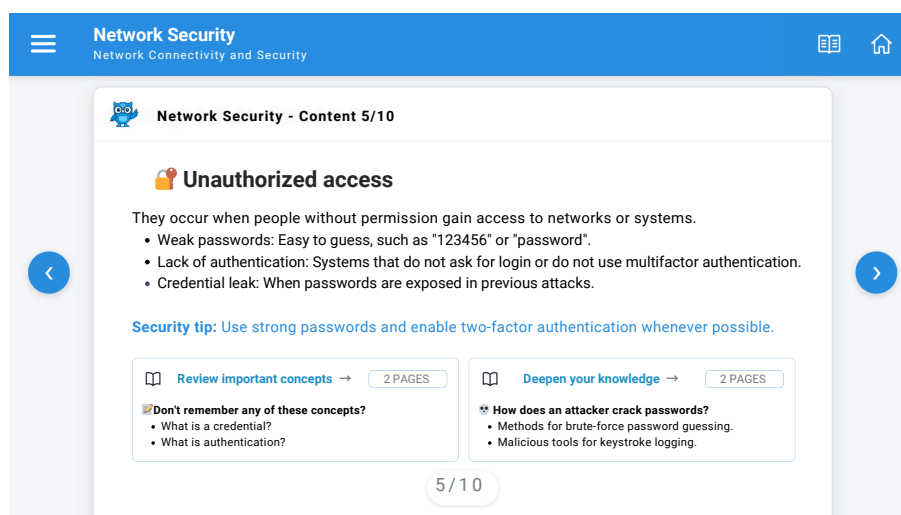 Network Security
Network Connectivity and Security
Network Security - Content 5/10
Unauthorized access
They occur when people without permission gain access to networks or systems.
• Weak passwords: Easy to guess, such as "123456" or "password".
• Lack of authentication: Systems that do not ask for login or do not use multifactor authentication.
• Credential leak: When passwords are exposed in previous attacks.
Security tip: Use strong passwords and enable two-factor authentication whenever possible.
Review important concepts → 2 PAGES
Don't remember any of these concepts?
• What is a credential?
• What is authentication?
Deepen your knowledge → 2 PAGES
How does an attacker crack passwords?
• Methods for brute-force password guessing.
• Malicious tools for keystroke logging.
5/10